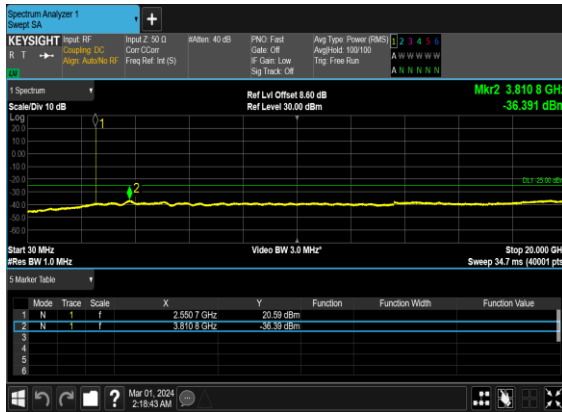 Spectrum Analyzer 1
Swept SA
+
KEYSIGHT Input: RF Input Z: 50 Ω #Atten: 40 dB PNO: Fast Avg Type: Power (RMS) 1 2 3 4 5 6
R T Coupling: DC Corr CCorr Gate: Off Avg|Hold: 100/100 A W W W W W
Align: Auto/No RF Freq Ref: Int (S) IF Gain: Low Trig: Free Run
LXI Sig Track: Off A N N N N N
1 Spectrum Ref Lvl Offset 8.60 dB Mkr2 3.810 8 GHz
Scale/Div 10 dB Ref Level 30.00 dBm -36.391 dBm
Log
20.0
10.0
0.00
-10.0
-20.0
-30.0
-40.0
-50.0
-60.0
1
2
DL1 -25.00 dBm
Start 30 MHz Video BW 3.0 MHz* Stop 20.000 GHz
#Res BW 1.0 MHz Sweep 34.7 ms (40001 pts)
5 Marker Table
Mode Trace Scale X Y Function Function Width Function Value
1 N 1 f 2.550 7 GHz 20.59 dBm
2 N 1 f 3.810 8 GHz -36.39 dBm
3
4
5
6
? Mar 01, 2024
2:18:43 AM